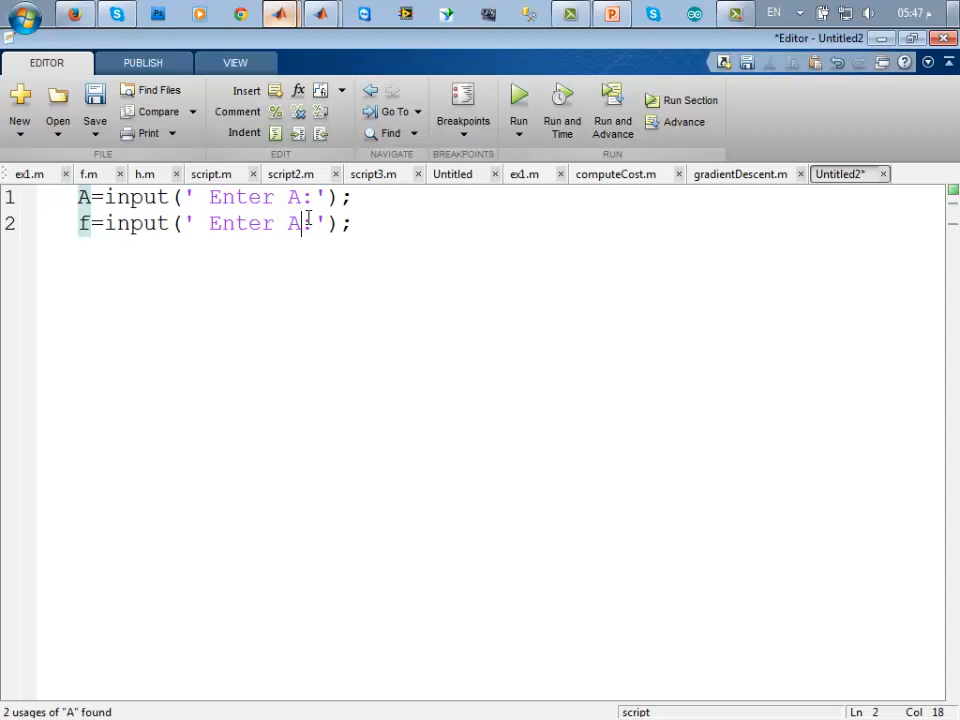 EN
05:47 م
*Editor - Untitled2
EDITOR PUBLISH VIEW
New
Open
Save
Find Files
Compare
Print
FILE
Insert
Comment
Indent
EDIT
Go To
Find
NAVIGATE
Breakpoints
BREAKPOINTS
Run
Run and
Time
Run and
Advance
Run Section
Advance
RUN
ex1.m f.m h.m script.m script2.m script3.m Untitled ex1.m computeCost.m gradientDescent.m Untitled2*
1 A=input(' Enter A:');
2 f=input(' Enter A:');
2 usages of "A" found script Ln 2 Col 18